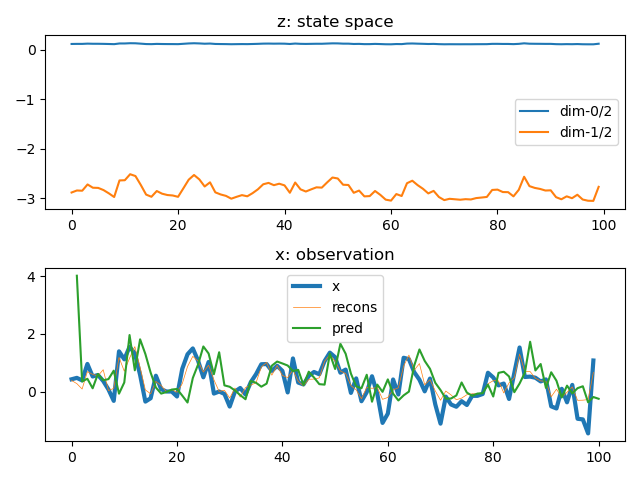 z: state space
0
−1
−2
−3
dim-0/2
dim-1/2
0 20 40 60 80 100
x: observation
4
2
0
x
recons
pred
0 20 40 60 80 100